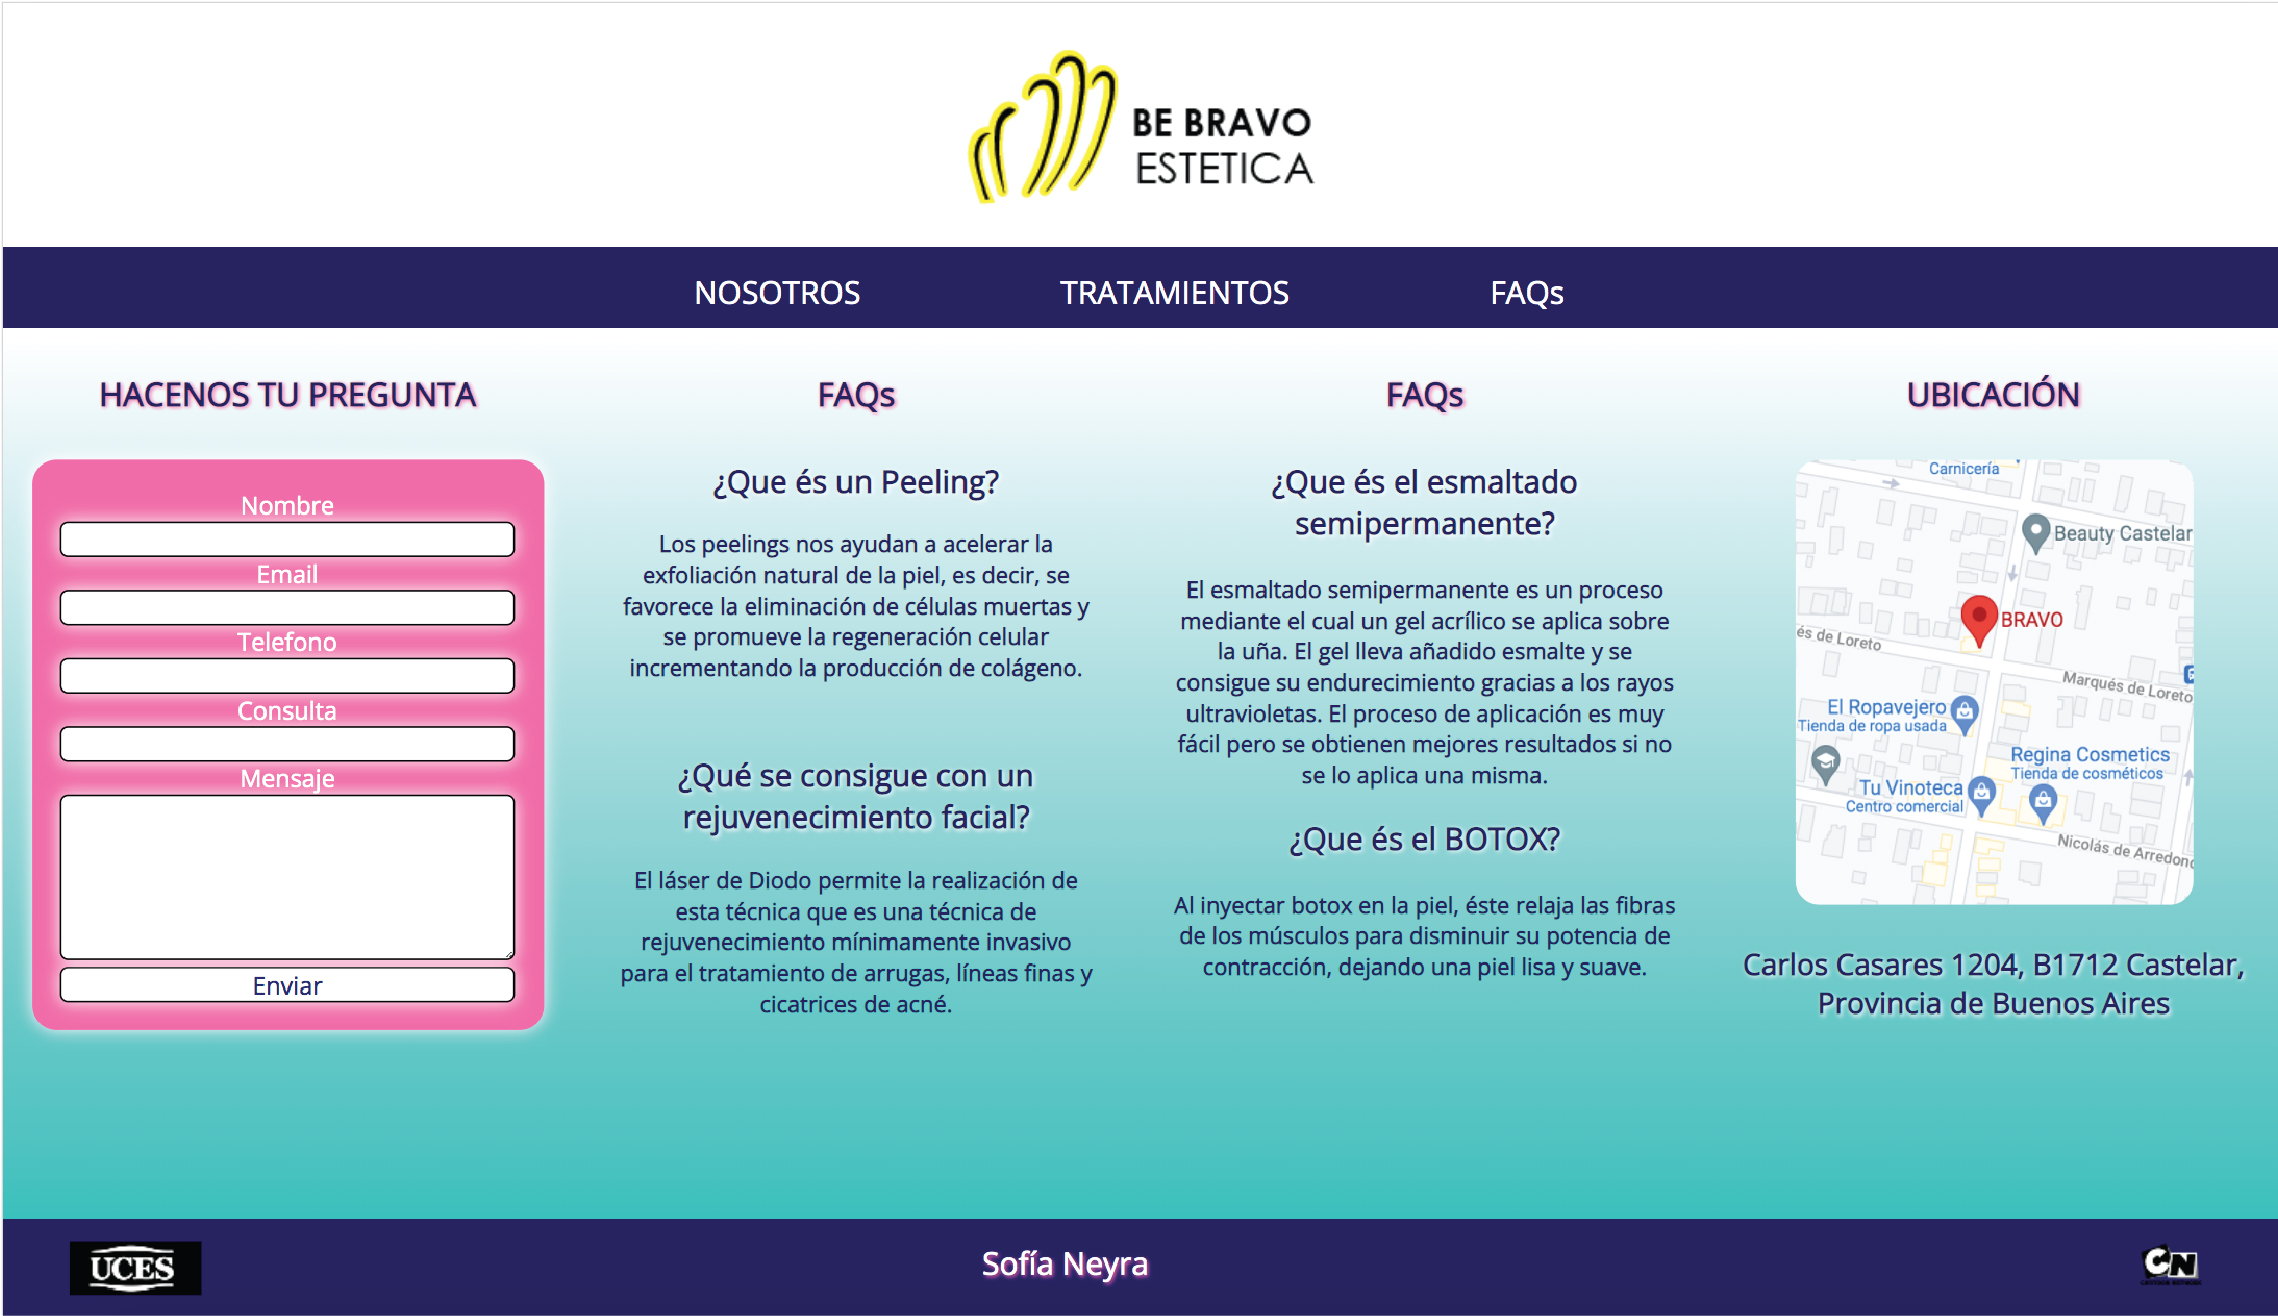 BE BRAVO
ESTETICA
NOSOTROS
TRATAMIENTOS
FAQs
HACENOS TU PREGUNTA
Nombre
Email
Telefono
Consulta
Mensaje
Enviar
FAQs
¿Que és un Peeling?
Los peelings nos ayudan a acelerar la
exfoliación natural de la piel, es decir, se
favorece la eliminación de células muertas y
se promueve la regeneración celular
incrementando la producción de colágeno.
¿Qué se consigue con un
rejuvenecimiento facial?
El láser de Diodo permite la realización de
esta técnica que es una técnica de
rejuvenecimiento mínimamente invasivo
para el tratamiento de arrugas, líneas finas y
cicatrices de acné.
FAQs
¿Que és el esmaltado
semipermanente?
El esmaltado semipermanente es un proceso
mediante el cual un gel acrílico se aplica sobre
la uña. El gel lleva añadido esmalte y se
consigue su endurecimiento gracias a los rayos
ultravioletas. El proceso de aplicación es muy
fácil pero se obtienen mejores resultados si no
se lo aplica una misma.
¿Que és el BOTOX?
Al inyectar botox en la piel, éste relaja las fibras
de los músculos para disminuir su potencia de
contracción, dejando una piel lisa y suave.
UBICACIÓN
Carnicería
Beauty Castelar
BRAVO
és de Loreto
Marqués de Loreto
El Ropavejero
Tienda de ropa usada
Regina Cosmetics
Tienda de cosméticos
Tu Vinoteca
Centro comercial
Nicolás de Arredon
Carlos Casares 1204, B1712 Castelar,
Provincia de Buenos Aires
UCES
Sofía Neyra
CN